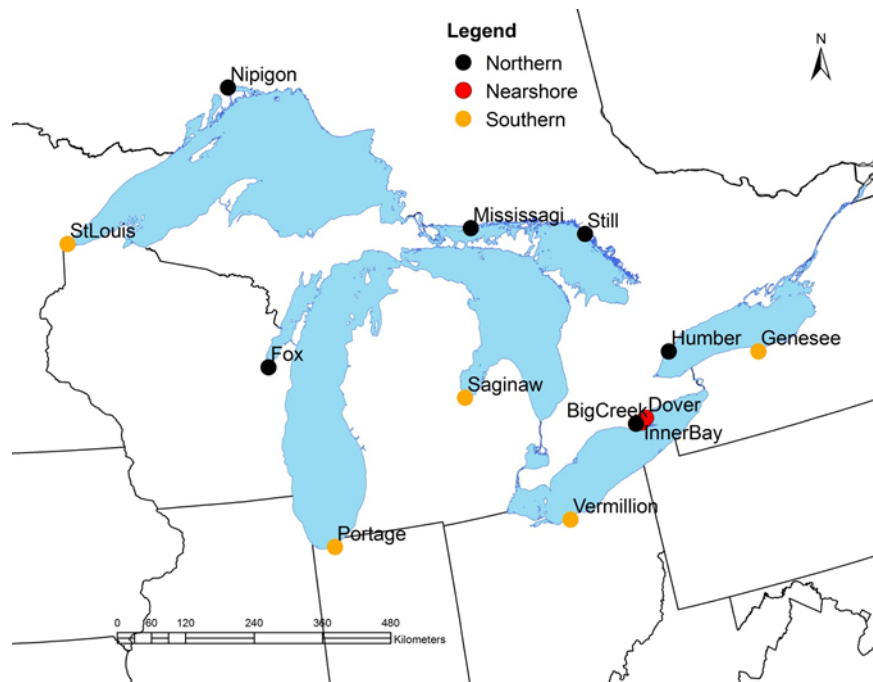 Legend
N
Northern
Nipigon
Nearshore
Southern
Mississagi
Still
StLouis
Humber
Genesee
Fox
Saginaw
Dover
BigCreek
InnerBay
Vermillion
Portage
0 60 120 240 360 480
Kilometers